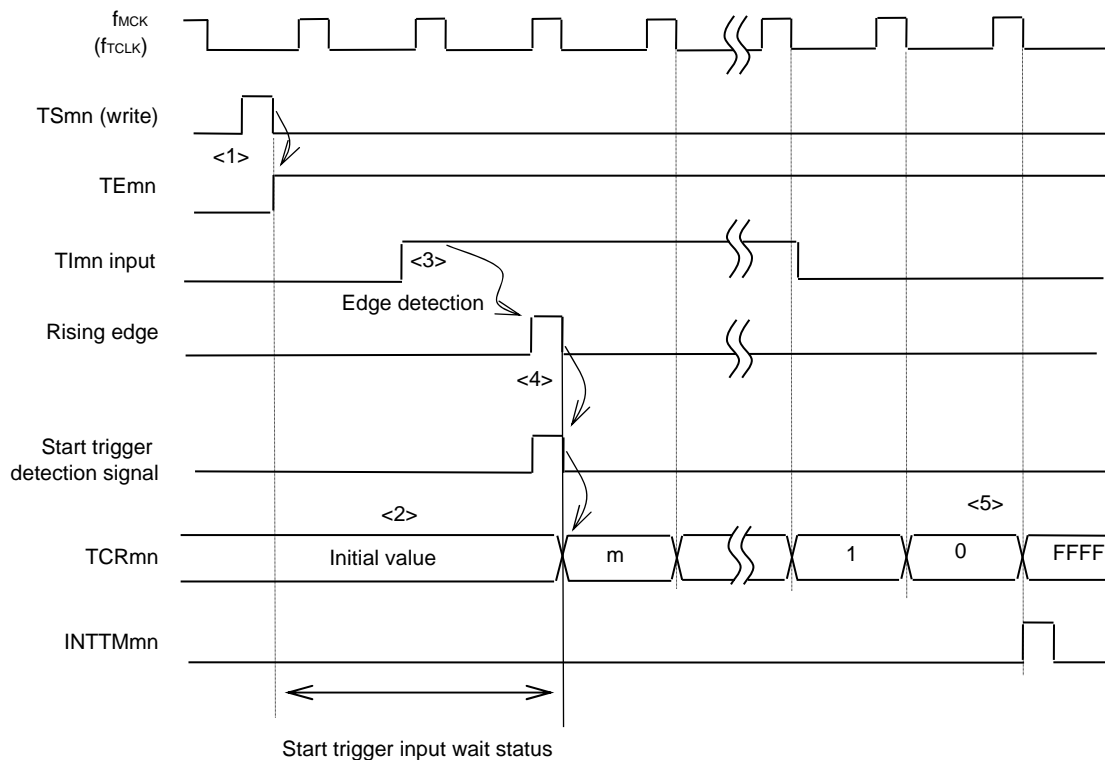 fMCK
(fTCLK)
TSmn (write)
<1>
TEmn
TImn input
<3>
Edge detection
Rising edge
<4>
Start trigger
detection signal
<2>
<5>
TCRmn
Initial value
m
1
0
FFFF
INTTMmn
Start trigger input wait status